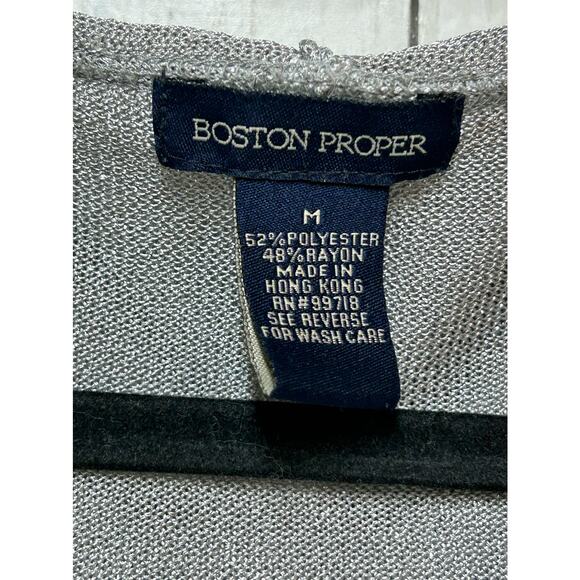 BOSTON PROPER
M
52%POLYESTER
48%RAYON
MADE IN
HONG KONG
RN#99718
SEE REVERSE
FOR WASH CARE